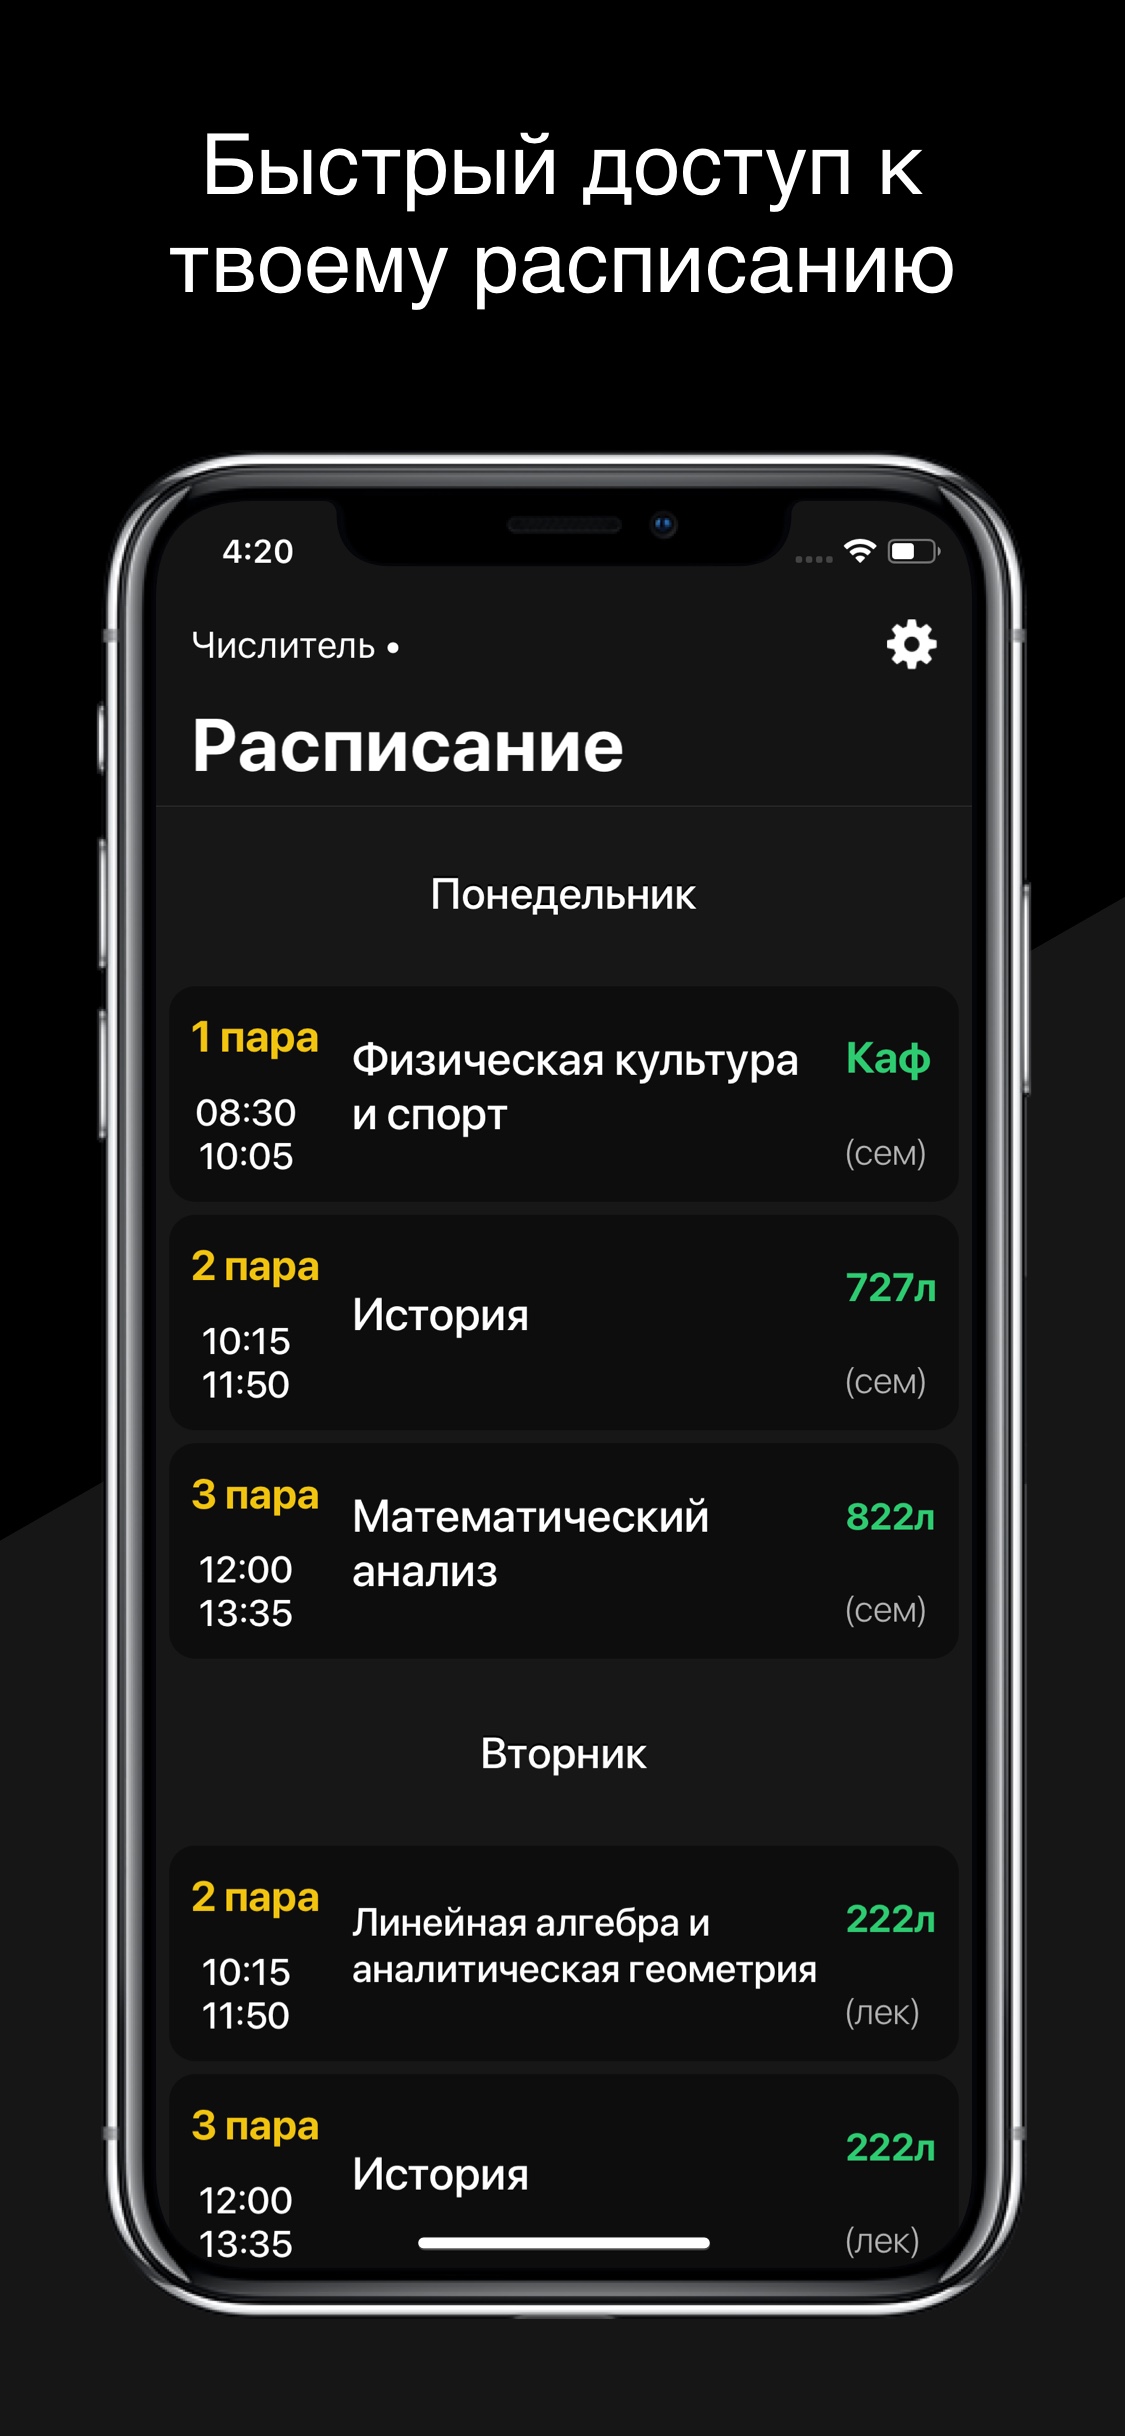 Быстрый доступ к
твоему расписанию
4:20
Числитель •
Расписание
Понедельник
1 пара
08:30
10:05
Физическая культура
и спорт
Каф
(сем)
2 пара
10:15
11:50
История
727л
(сем)
3 пара
12:00
13:35
Математический
анализ
822л
(сем)
Вторник
2 пара
10:15
11:50
Линейная алгебра и
аналитическая геометрия
222л
(лек)
3 пара
12:00
13:35
История
222л
(лек)